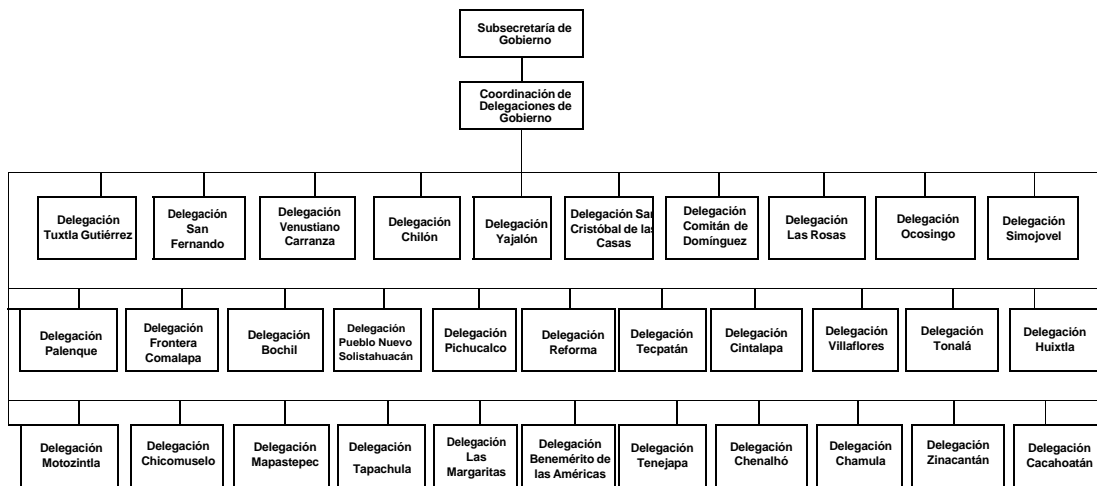 Subsecretaría de
Gobierno
Coordinación de
Delegaciones de
Gobierno
Delegación
Tuxtla Gutiérrez
Delegación
San
Fernando
Delegación
Venustiano
Carranza
Delegación
Chilón
Delegación
Yajalón
Delegación San
Cristóbal de las
Casas
Delegación
Comitán de
Domínguez
Delegación
Las Rosas
Delegación
Ocosingo
Delegación
Simojovel
Delegación
Palenque
Delegación
Frontera
Comalapa
Delegación
Bochil
Delegación
Pueblo Nuevo
Solistahuacán
Delegación
Pichucalco
Delegación
Reforma
Delegación
Tecpatán
Delegación
Cintalapa
Delegación
Villaflores
Delegación
Tonalá
Delegación
Huixtla
Delegación
Motozintla
Delegación
Chicomuselo
Delegación
Mapastepec
Delegación
Tapachula
Delegación
Las
Margaritas
Delegación
Benemérito de
las Américas
Delegación
Tenejapa
Delegación
Chenalhó
Delegación
Chamula
Delegación
Zinacantán
Delegación
Cacahoatán